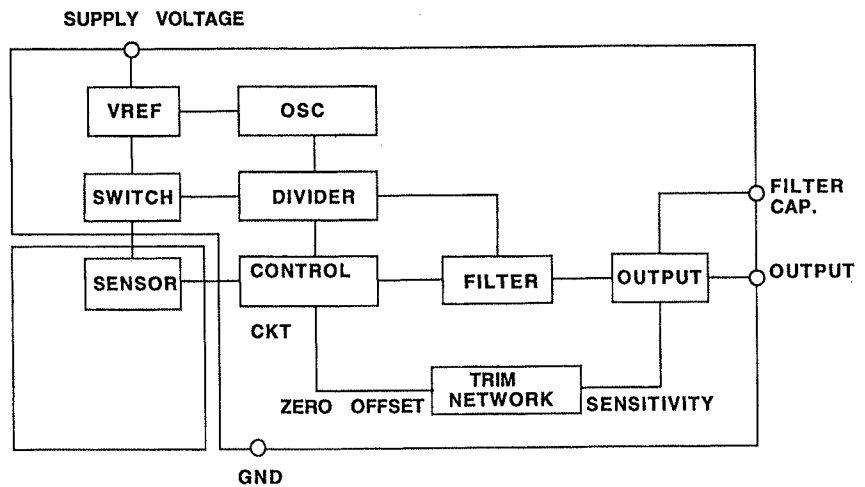 SUPPLY VOLTAGE
VREF
OSC
SWITCH
DIVIDER
FILTER
CAP.
SENSOR
CONTROL
CKT
FILTER
OUTPUT
OUTPUT
TRIM
NETWORK
ZERO OFFSET
SENSITIVITY
GND